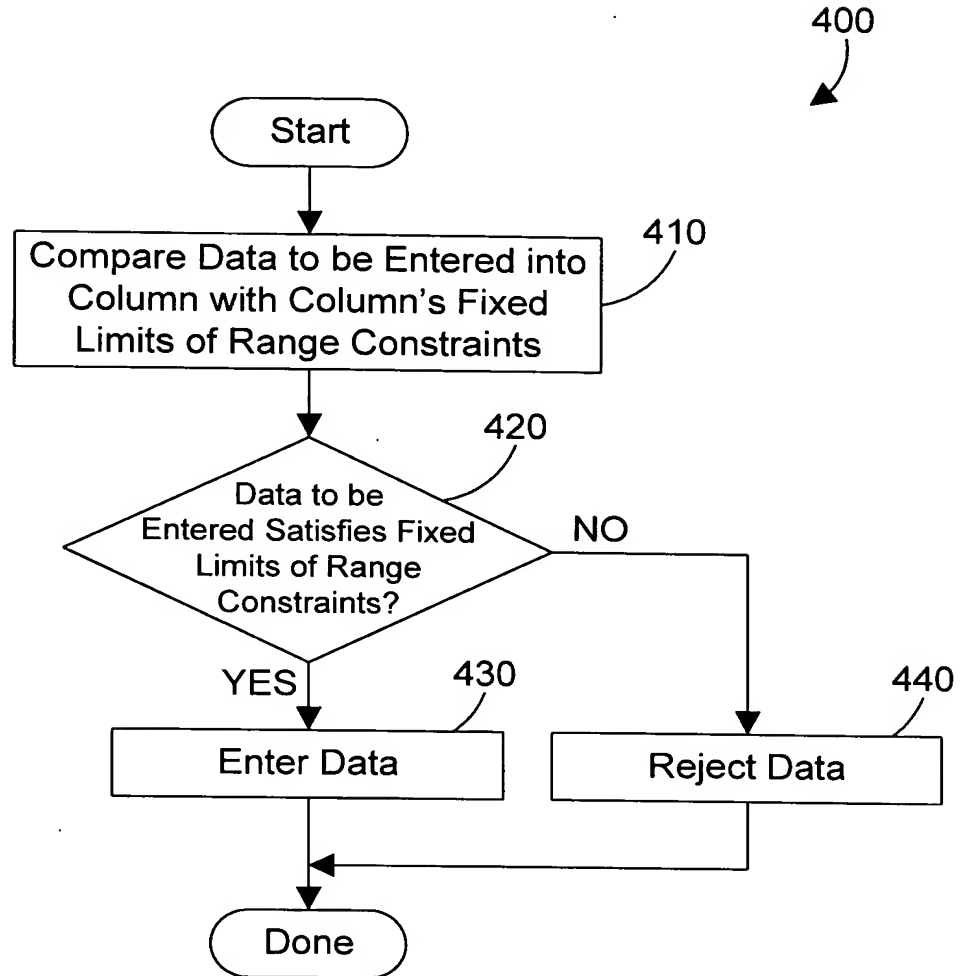 400
Start
410
Compare Data to be Entered into
Column with Column's Fixed
Limits of Range Constraints
420
Data to be
Entered Satisfies Fixed
Limits of Range
Constraints?
NO
YES
430
440
Enter Data
Reject Data
Done